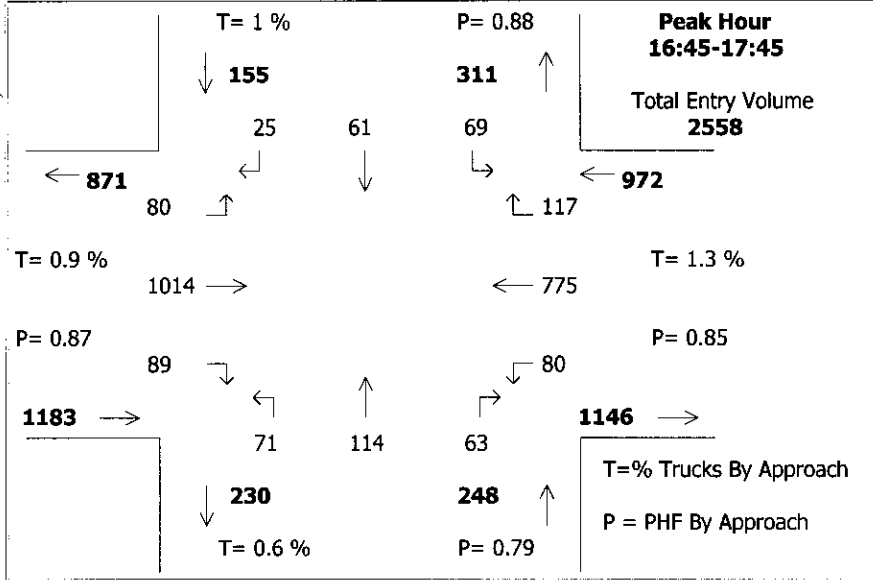 T= 1 %
P= 0.88
Peak Hour
16:45-17:45
155
311
Total Entry Volume
2558
25
61
69
871
972
80
117
T= 0.9 %
T= 1.3 %
1014
775
P= 0.87
P= 0.85
89
80
1183
1146
71
114
63
T=% Trucks By Approach
230
248
P = PHF By Approach
T= 0.6 %
P= 0.79